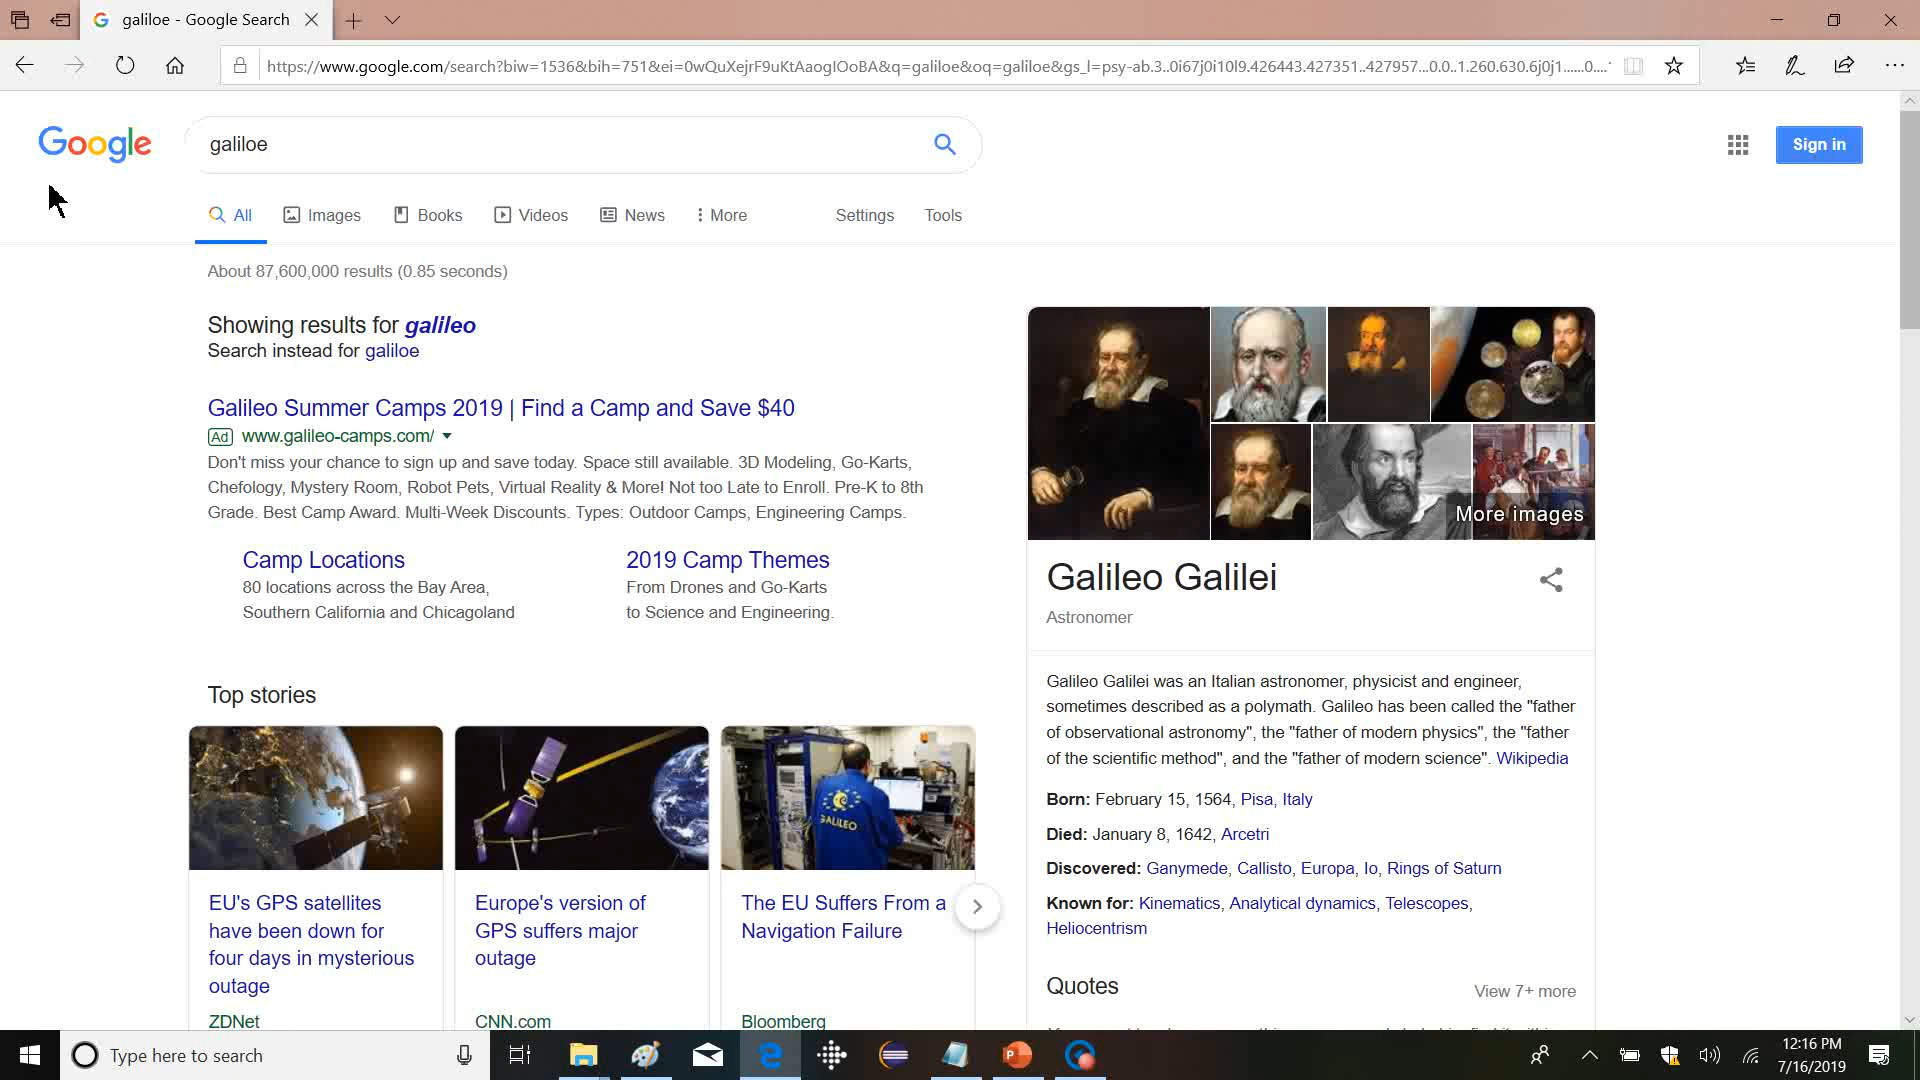 galiloe - Google Search
https://www.google.com/search?biw=1536&bih=751&ei=0wQuXejrF9uKtAaogIOoBA&q=galiloe&oq=galiloe&gs_l=psy-ab.3..0i67j0i10l9.426443.427351..427957...0.0..1.260.630.6j0j1......0....1
Google
galiloe
Sign in
All Images Books Videos News More Settings Tools
About 87,600,000 results (0.85 seconds)
Showing results for galileo
Search instead for galiloe
Galileo Summer Camps 2019 | Find a Camp and Save $40
Ad www.galileo-camps.com/
Don't miss your chance to sign up and save today. Space still available. 3D Modeling, Go-Karts,
Chefology, Mystery Room, Robot Pets, Virtual Reality & More! Not too Late to Enroll. Pre-K to 8th
Grade. Best Camp Award. Multi-Week Discounts. Types: Outdoor Camps, Engineering Camps.
Camp Locations
80 locations across the Bay Area,
Southern California and Chicagoland
2019 Camp Themes
From Drones and Go-Karts
to Science and Engineering.
Top stories
GALILEO
EU's GPS satellites
have been down for
four days in mysterious
outage
ZDNet
Europe's version of
GPS suffers major
outage
CNN.com
The EU Suffers From a
Navigation Failure
Bloomberg
More images
Galileo Galilei
Astronomer
Galileo Galilei was an Italian astronomer, physicist and engineer,
sometimes described as a polymath. Galileo has been called the "father
of observational astronomy", the "father of modern physics", the "father
of the scientific method", and the "father of modern science". Wikipedia
Born: February 15, 1564, Pisa, Italy
Died: January 8, 1642, Arcetri
Discovered: Ganymede, Callisto, Europa, Io, Rings of Saturn
Known for: Kinematics, Analytical dynamics, Telescopes,
Heliocentrism
Quotes
View 7+ more
Type here to search
12:16 PM
7/16/2019